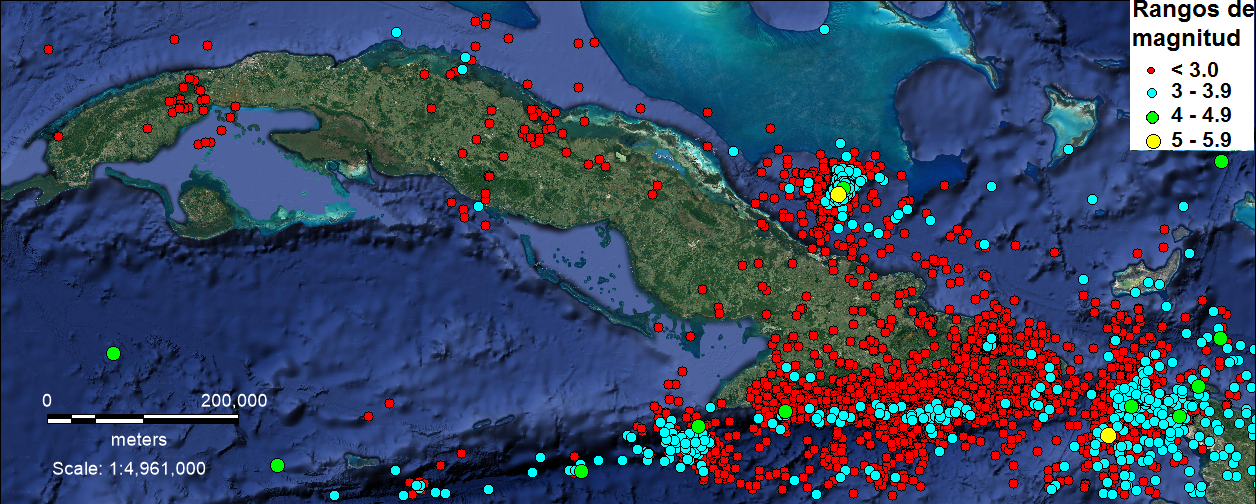 Rangos de
magnitud
< 3.0
3 - 3.9
4 - 4.9
5 - 5.9
0 200,000
meters
Scale: 1:4,961,000